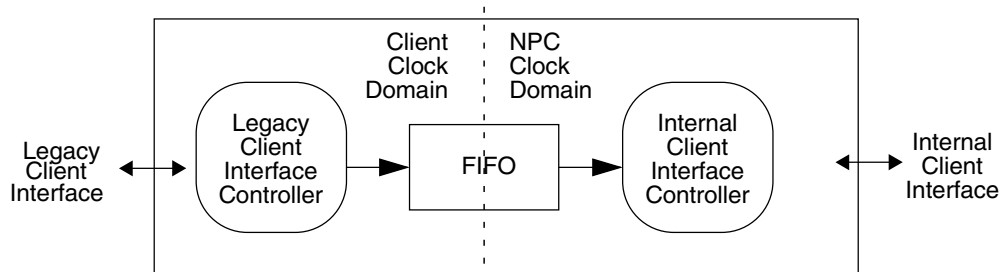 Client
Clock
Domain
NPC
Clock
Domain
Legacy
Client
Interface
Legacy
Client
Interface
Controller
FIFO
Internal
Client
Interface
Controller
Internal
Client
Interface